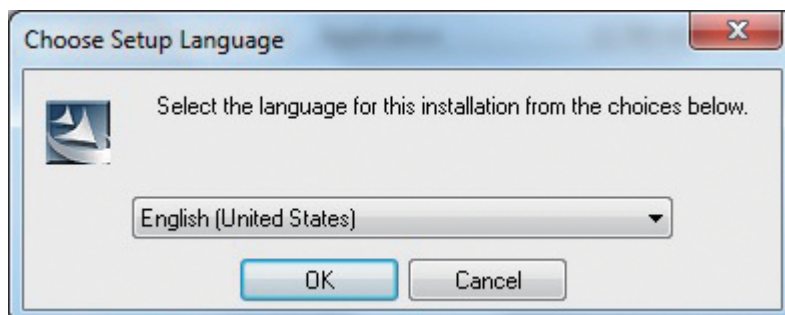 Choose Setup Language
Select the language for this installation from the choices below.
English (United States)
OK
Cancel